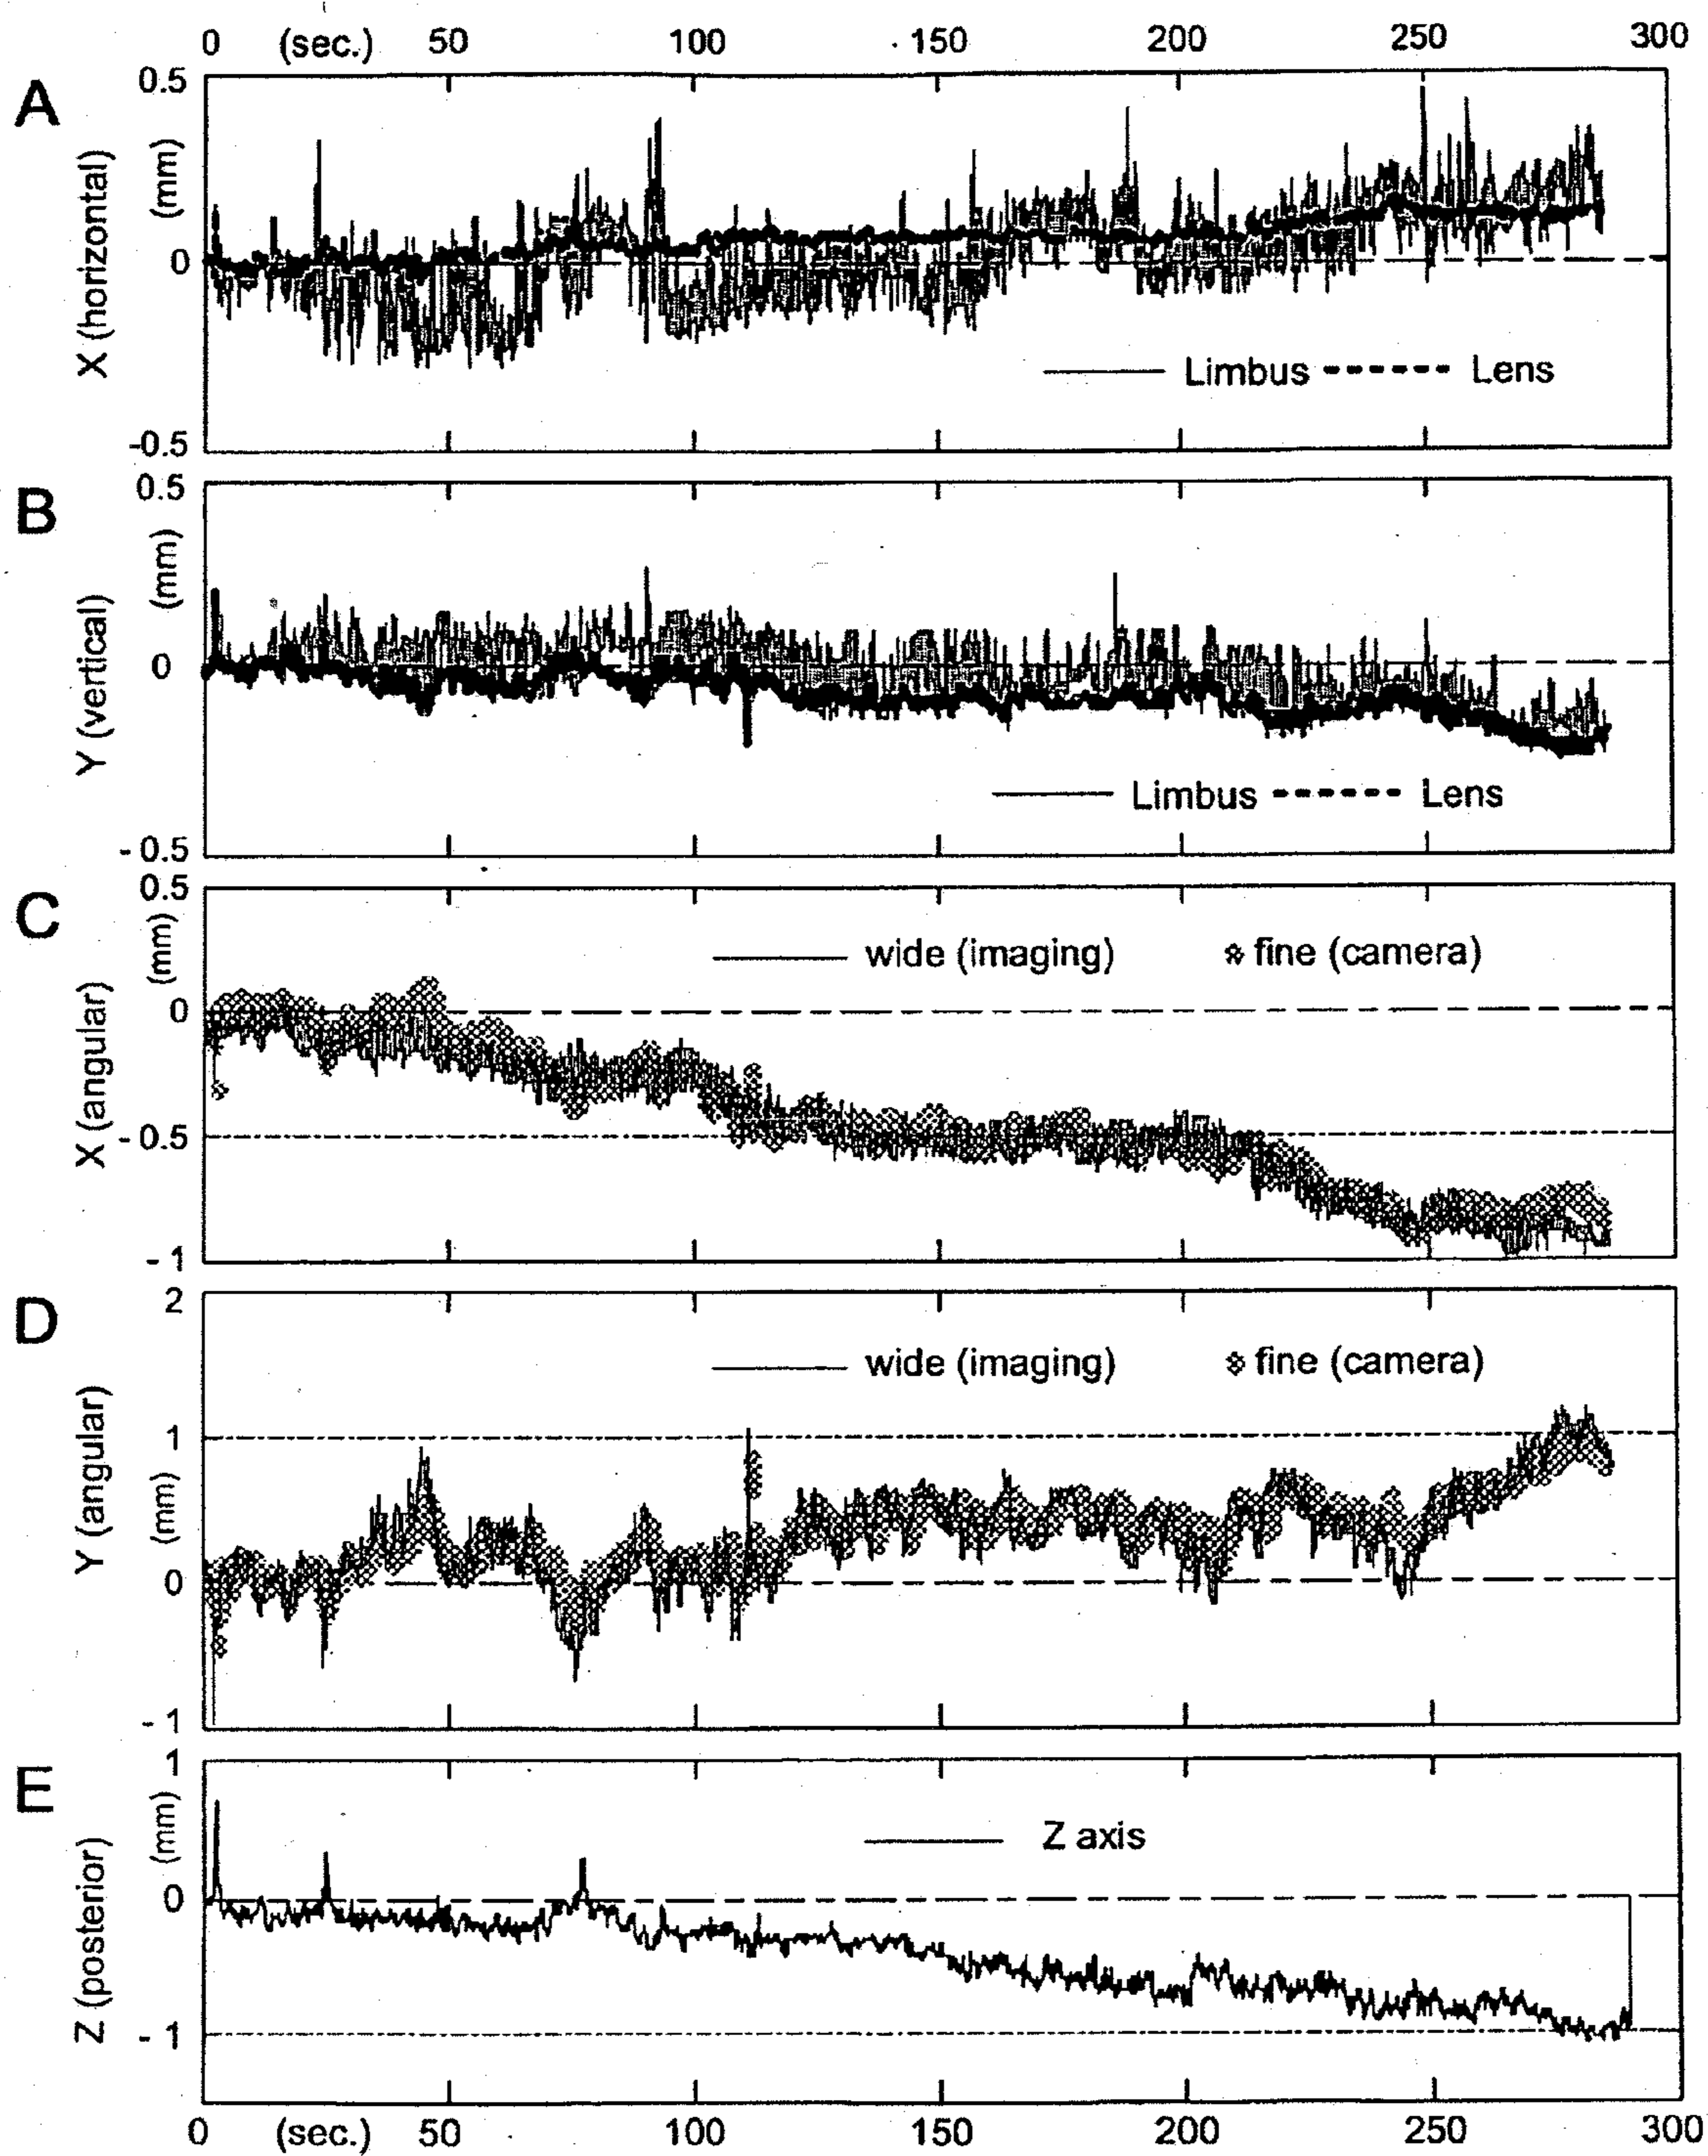 0 (sec.) 50 100 150 200 250 300
A
X (horizontal)
(mm)
0.5
0
-0.5
Limbus Lens
B
Y (vertical)
(mm)
0.5
0
- 0.5
Limbus Lens
C
X (angular)
(mm)
0.5
0
- 0.5
- 1
wide (imaging) fine (camera)
D
Y (angular)
(mm)
2
1
0
- 1
wide (imaging) fine (camera)
E
Z (posterior)
(mm)
1
0
- 1
Z axis
0 (sec.) 50 100 150 200 250 300